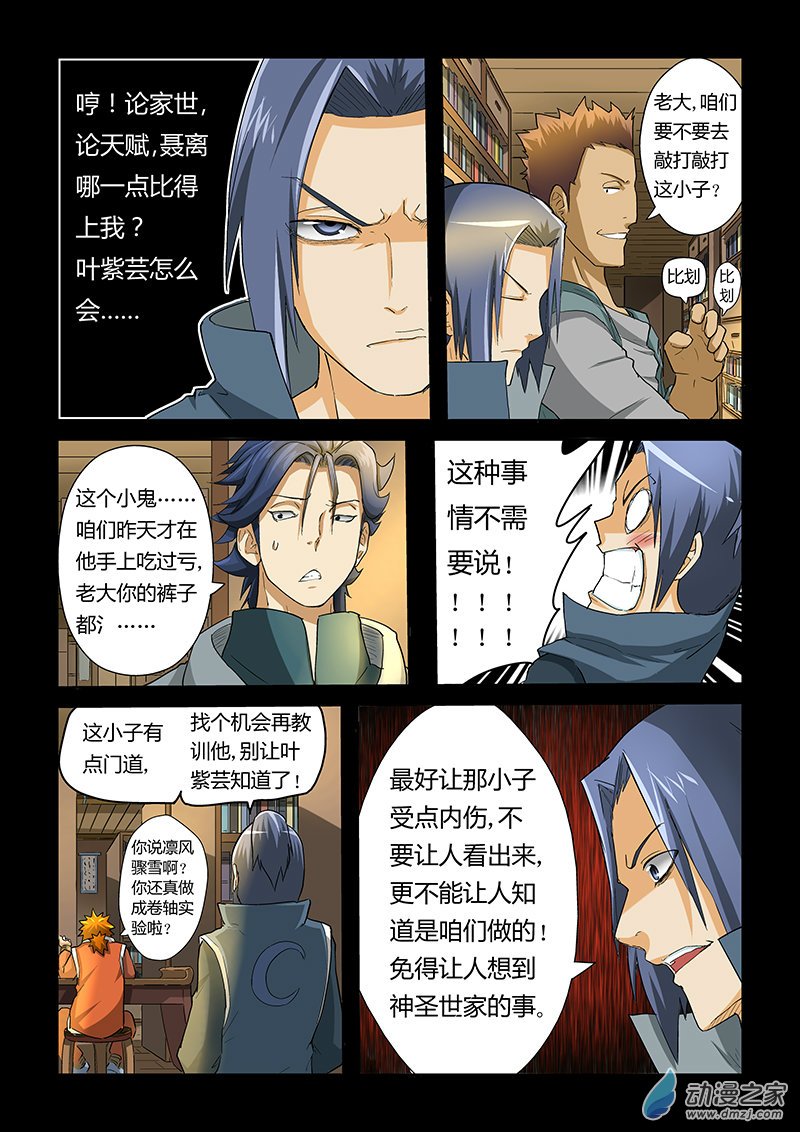 哼！论家世，
论天赋，聂离
哪一点比得
上我？
叶紫芸怎么
会……
老大，咱们
要不要去
敲打敲打
这小子？
比划
比
划
这个小鬼……
咱们昨天才在
他手上吃过亏，
老大你的裤子
都氵……
这种事
情不需
要说！
！！！！
！！！！
这小子有
点门道，
找个机会再教
训他，别让叶
紫芸知道了！
你说凛风
骤雪啊？
你还真做
成卷轴实
验啦？
最好让那小子
受点内伤，不
要让人看出来，
更不能让人知
道是咱们做的！
免得让人想到
神圣世家的事。
动漫之家
www.dmzj.com